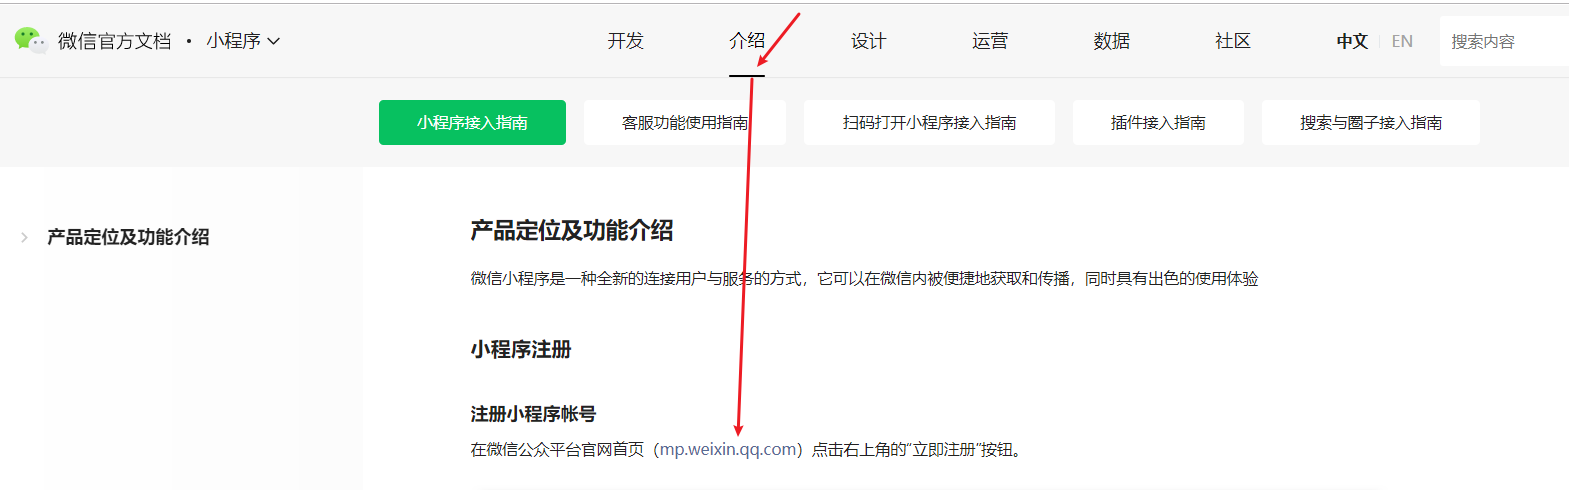 微信官方文档 • 小程序 开发 介绍 设计 运营 数据 社区 中文 EN 搜索内容
小程序接入指南 客服功能使用指南 扫码打开小程序接入指南 插件接入指南 搜索与圈子接入指南
产品定位及功能介绍
产品定位及功能介绍
微信小程序是一种全新的连接用户与服务的方式，它可以在微信内被便捷地获取和传播，同时具有出色的使用体验
小程序注册
注册小程序帐号
在微信公众平台官网首页（mp.weixin.qq.com）点击右上角的“立即注册”按钮。